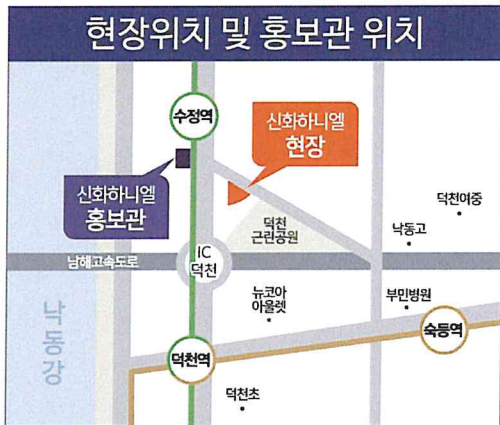 현장위치 및 홍보관 위치
수정역
신화하니엘
현장
신화하니엘
홍보관
덕천여중
덕천
근린공원
낙동고
IC
덕천
남해고속도로
뉴코아
아울렛
부민병원
낙동강
숙등역
덕천역
덕천초